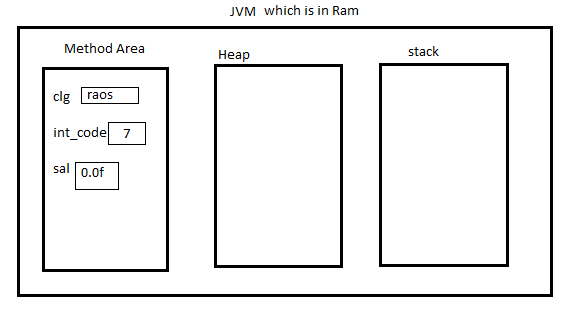 JVM which is in Ram
Method Area
Heap
stack
clg raos
int_code 7
sal 0.0f